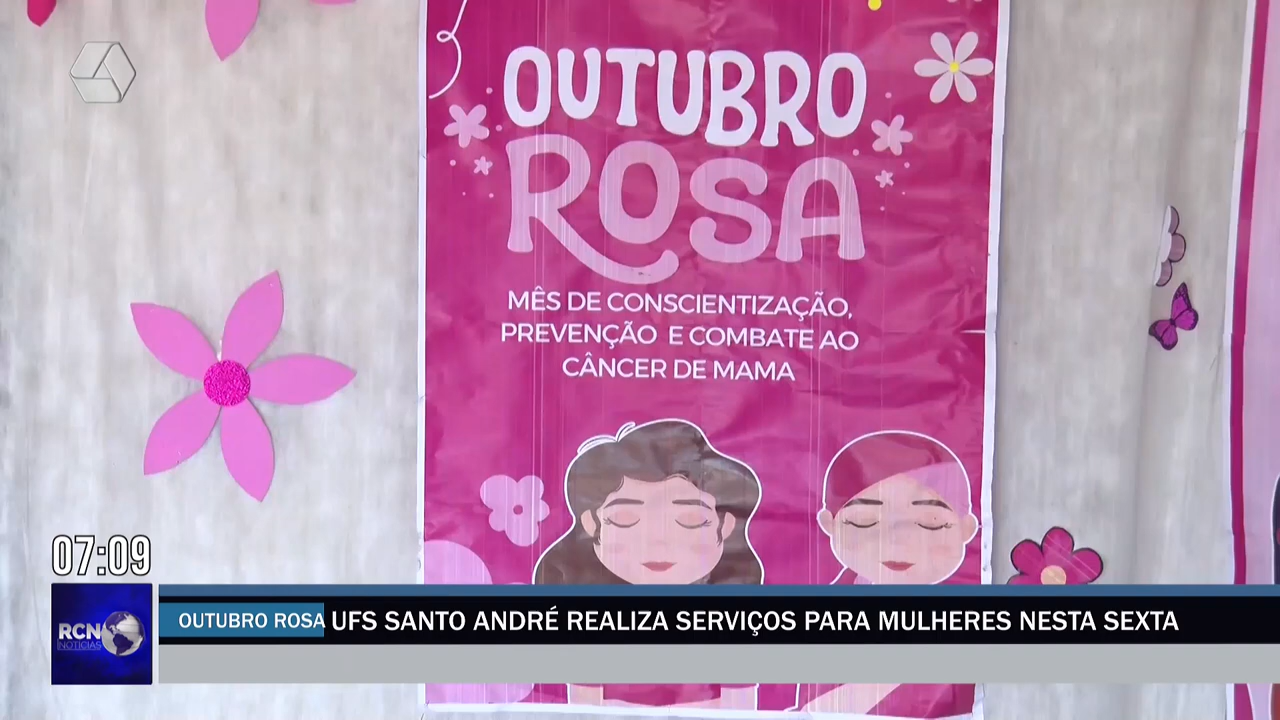 OUTUBRO
ROSA
MÊS DE CONSCIENTIZAÇÃO,
PREVENÇÃO E COMBATE AO
CÂNCER DE MAMA
07:09
RCN
NOTÍCIAS
OUTUBRO ROSA UFS SANTO ANDRÉ REALIZA SERVIÇOS PARA MULHERES NESTA SEXTA